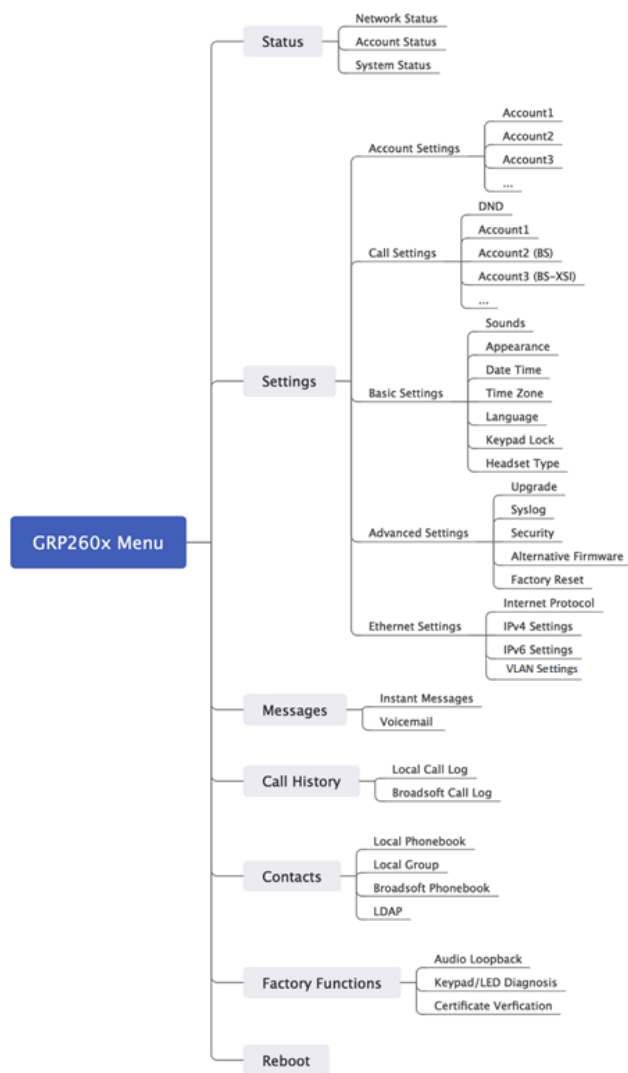 Network Status
Status
Account Status
System Status
Account1
Account2
Account Settings
Account3
...
DND
Account1
Call Settings
Account2 (BS)
Account3 (BS-XSI)
...
Sounds
Appearance
Date Time
Settings
Basic Settings
Time Zone
Language
Keypad Lock
Headset Type
Upgrade
Syslog
GRP260x Menu
Advanced Settings
Security
Alternative Firmware
Factory Reset
Internet Protocol
Ethernet Settings
IPv4 Settings
IPv6 Settings
VLAN Settings
Instant Messages
Messages
Voicemail
Local Call Log
Call History
Broadsoft Call Log
Local Phonebook
Local Group
Contacts
Broadsoft Phonebook
LDAP
Audio Loopback
Factory Functions
Keypad/LED Diagnosis
Certificate Verfication
Reboot